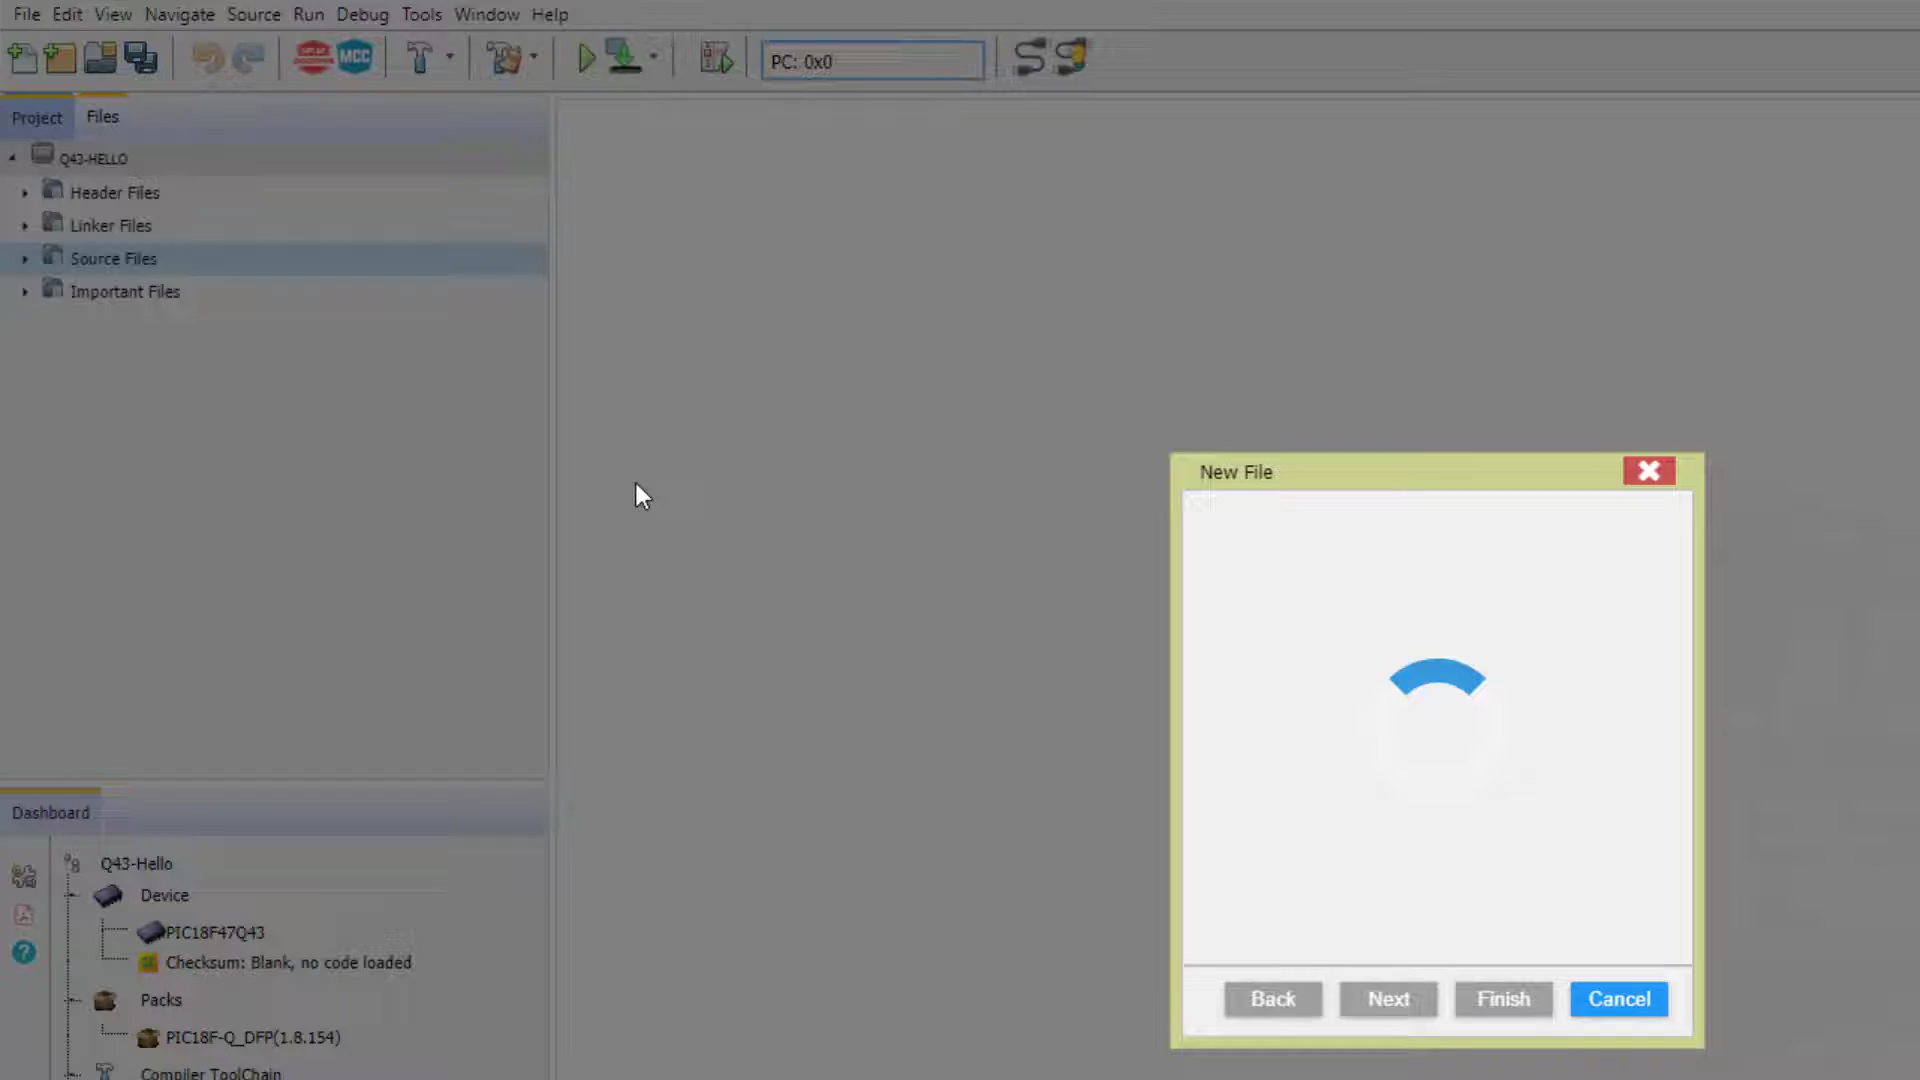 File Edit View Navigate Source Run Debug Tools Window Help
MCC
PC: 0x0
Project Files
Q43-HELLO
Header Files
Linker Files
Source Files
Important Files
New File
Back Next Finish Cancel
Dashboard
Q43-Hello
Device
PIC18F47Q43
Checksum: Blank, no code loaded
Packs
PIC18F-Q_DFP(1.8.154)
Compiler ToolChain